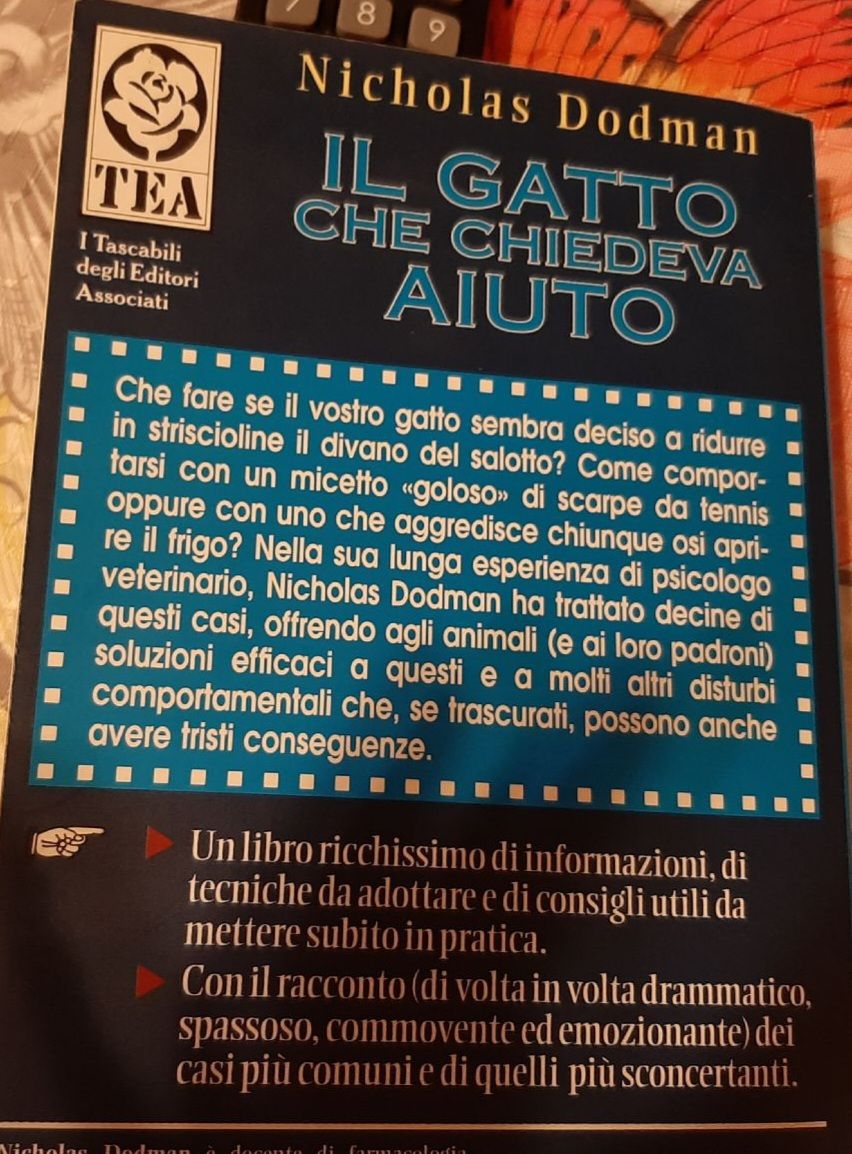 7 8 9
TEA
I Tascabili
degli Editori
Associati
Nicholas Dodman
IL GATTO
CHE CHIEDEVA
AIUTO
Che fare se il vostro gatto sembra deciso a ridurre
in striscioline il divano del salotto? Come compor-
tarsi con un micetto «goloso» di scarpe da tennis
oppure con uno che aggredisce chiunque osi apri-
re il frigo? Nella sua lunga esperienza di psicologo
veterinario, Nicholas Dodman ha trattato decine di
questi casi, offrendo agli animali (e ai loro padroni)
soluzioni efficaci a questi e a molti altri disturbi
comportamentali che, se trascurati, possono anche
avere tristi conseguenze.
Un libro ricchissimo di informazioni, di
tecniche da adottare e di consigli utili da
mettere subito in pratica.
Con il racconto (di volta in volta drammatico,
spassoso, commovente ed emozionante) dei
casi più comuni e di quelli più sconcertanti.
Nicholas Dodman è docente di farmacologia